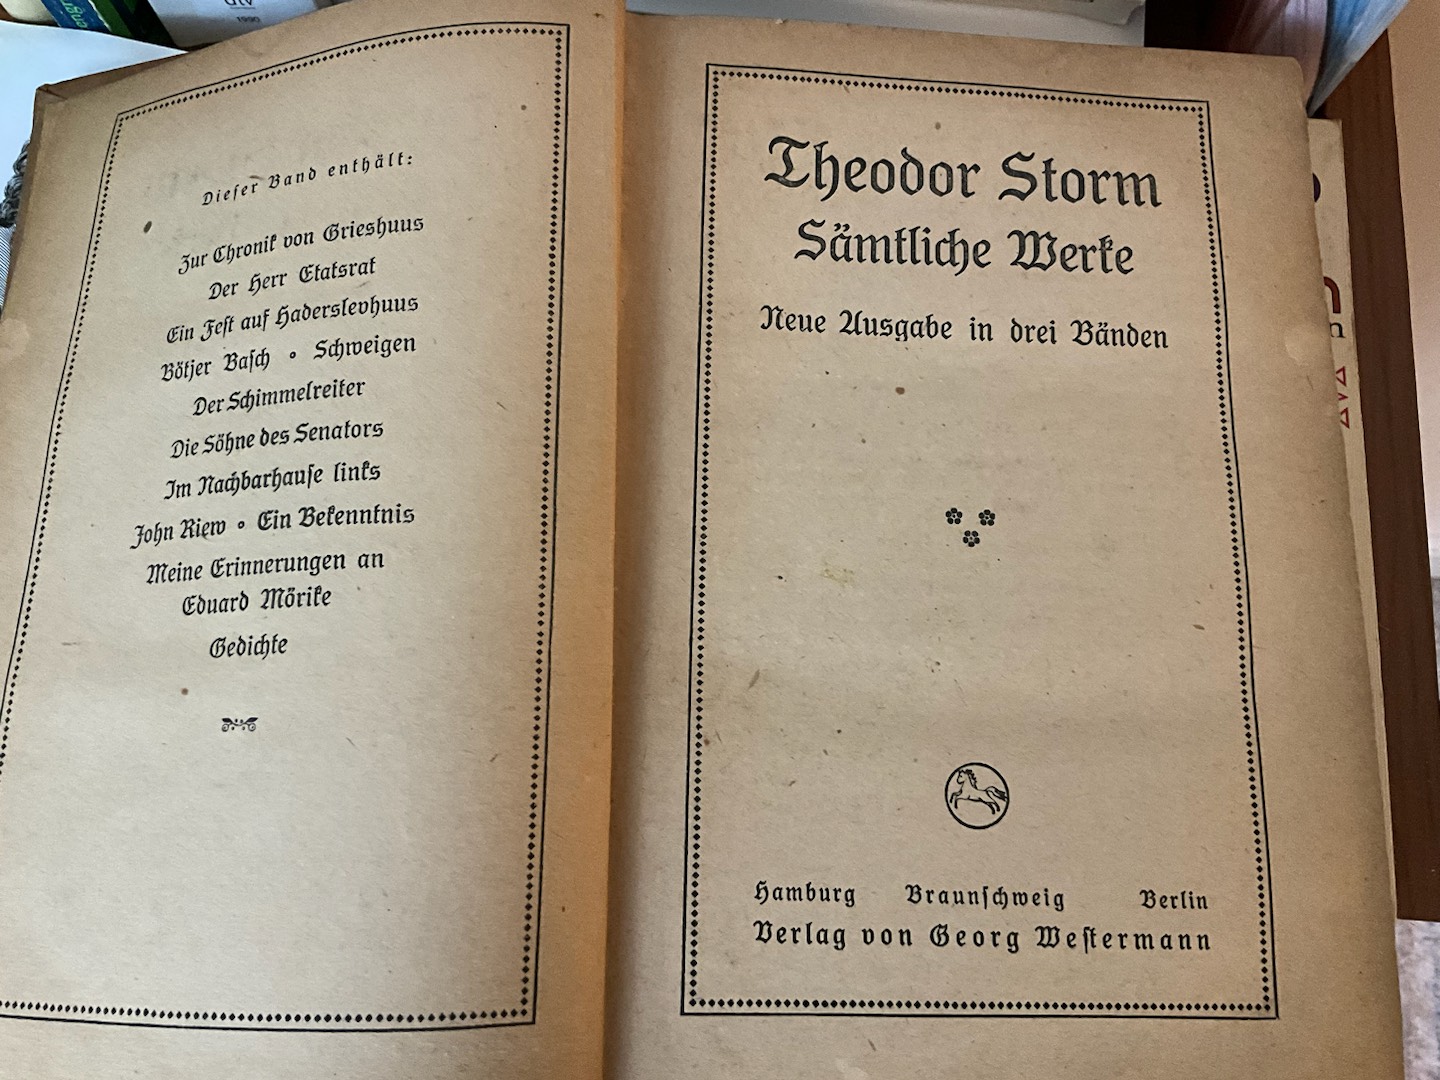 dtv
1990
Dieſer Band enthält:
Zur Chronik von Grieshuus
Der Herr Etatsrat
Ein Feſt auf Haderslevhuus
Bötjer Baſch ∘ Schweigen
Der Schimmelreiter
Die Söhne des Senators
Im Nachbarhauſe links
John Riew ∘ Ein Bekenntnis
Meine Erinnerungen an
Eduard Mörike
Gedichte
Theodor Storm
Sämtliche Werke
Neue Ausgabe in drei Bänden
Hamburg Braunſchweig Berlin
Verlag von Georg Weſtermann